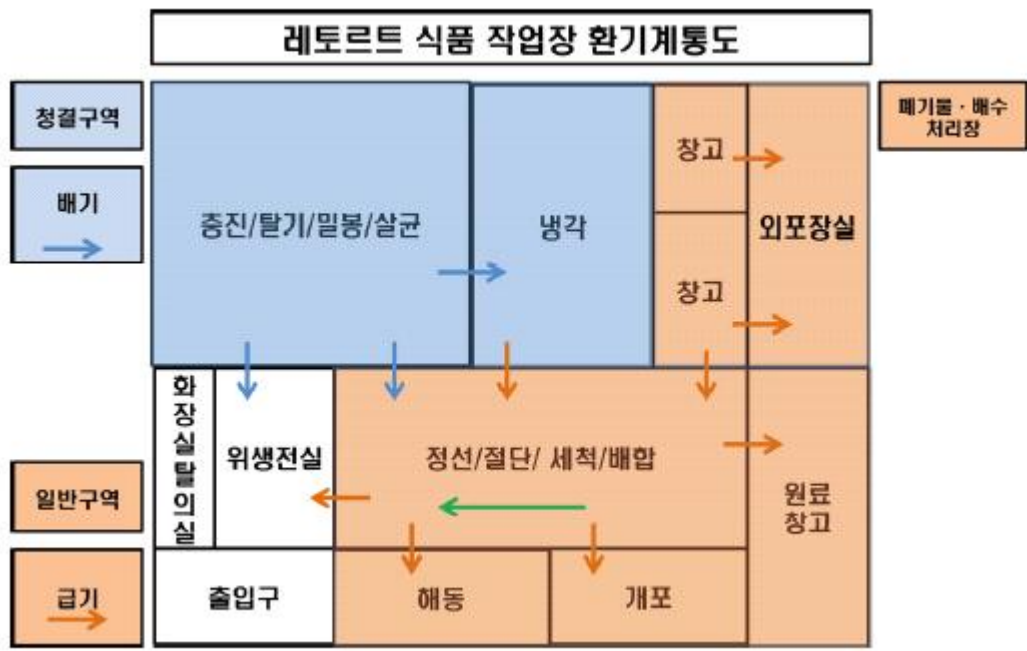 레토르트 식품 작업장 환기계통도
청결구역
배기
충진/탈기/밀봉/살균
냉각
창고
창고
외포장실
폐기물 · 배수
처리장
화장실탈의실
위생전실
정선/절단/ 세척/배합
원료
창고
일반구역
급기
출입구
해동
개포